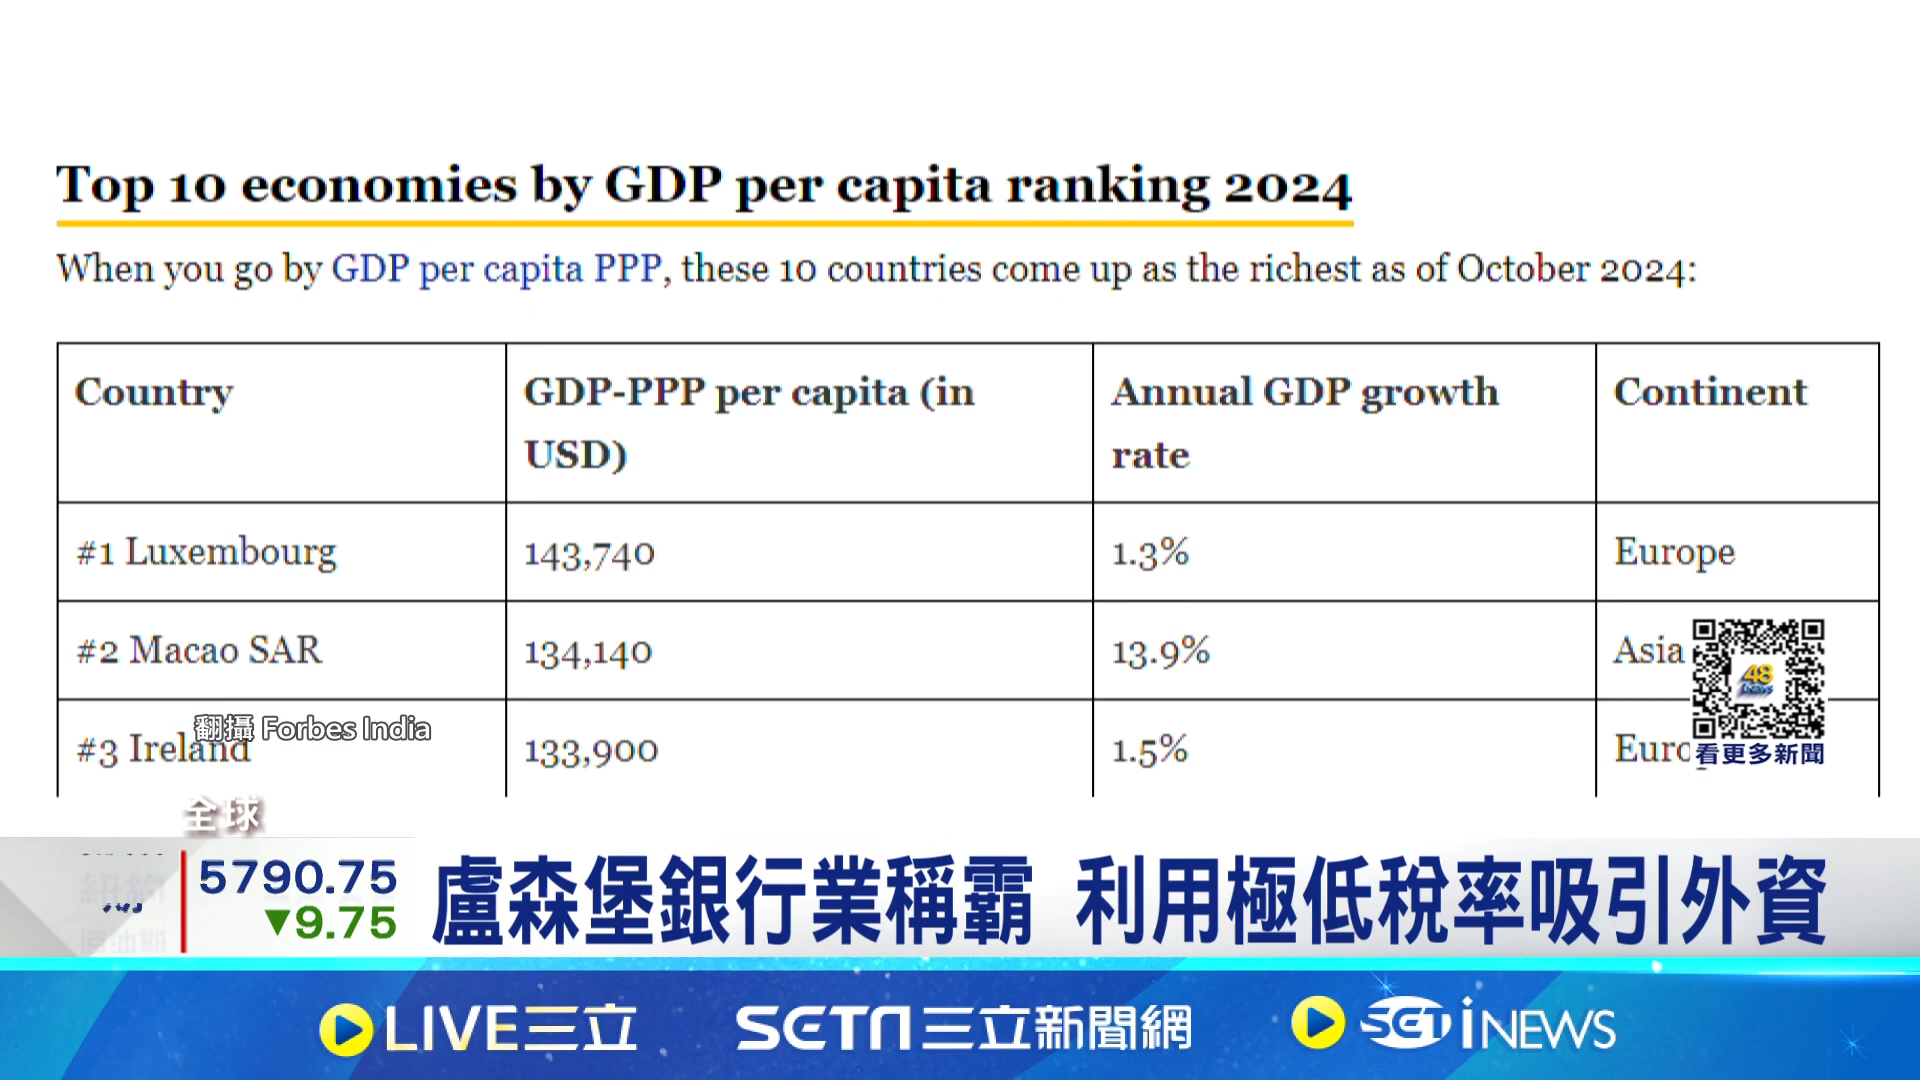 Top 10 economies by GDP per capita ranking 2024
When you go by GDP per capita PPP, these 10 countries come up as the richest as of October 2024:
Country GDP-PPP per capita (in USD) Annual GDP growth rate Continent
#1 Luxembourg 143,740 1.3% Europe
#2 Macao SAR 134,140 13.9% Asia
#3 Ireland 133,900 1.5%
翻攝 Forbes India
48
看更多新聞
全球
5790.75
▼9.75
盧森堡銀行業稱霸 利用極低稅率吸引外資
LIVE三立
SETN三立新聞網
SET iNEWS